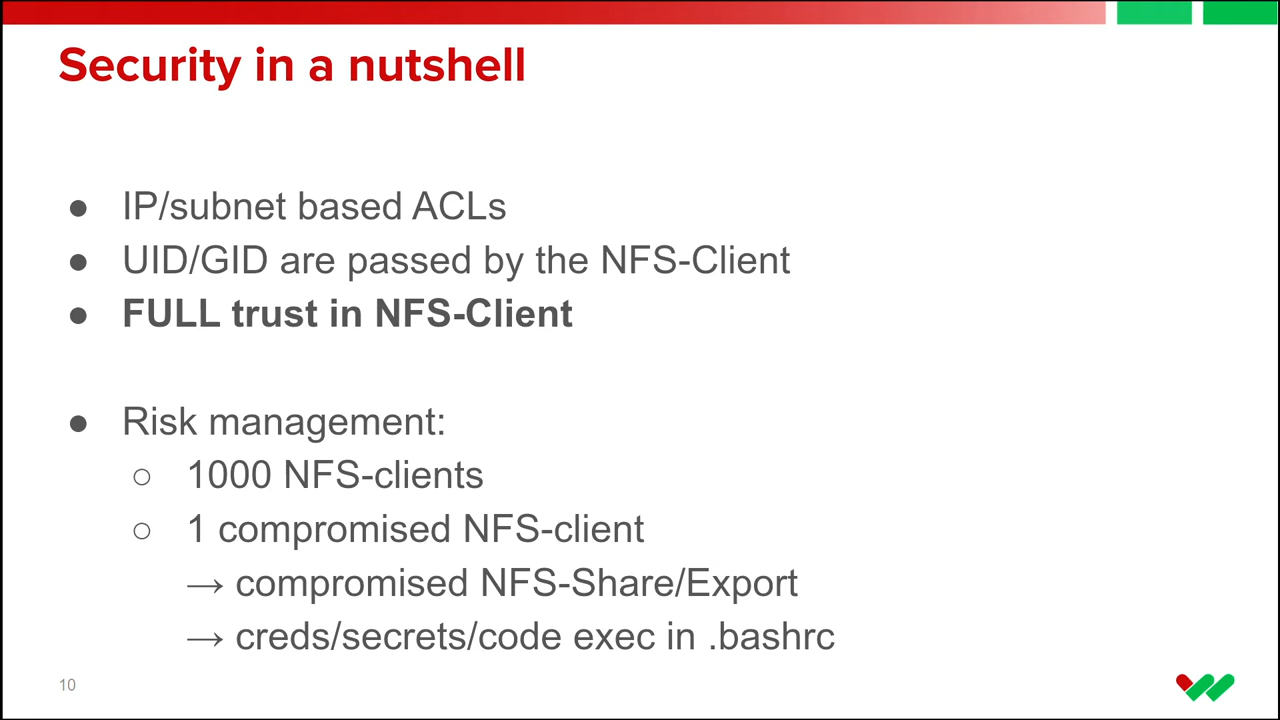 Security in a nutshell
● IP/subnet based ACLs
● UID/GID are passed by the NFS-Client
● FULL trust in NFS-Client
● Risk management:
○ 1000 NFS-clients
○ 1 compromised NFS-client
→ compromised NFS-Share/Export
→ creds/secrets/code exec in .bashrc
10